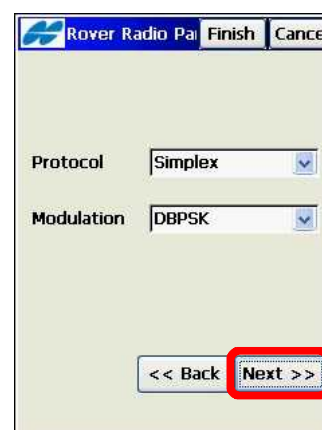 Rover Radio Pa Finish Cance
Protocol Simplex
Modulation DBPSK
<< Back Next >>